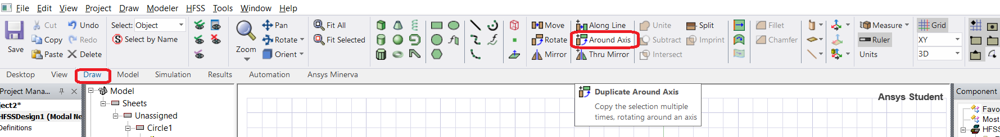 File Edit View Project Draw Modeler HFSS Tools Window Help
Save
Cut
Copy
Paste
Undo
Redo
Delete
Select: Object
Select by Name
Zoom
Pan
Rotate
Orient
Fit All
Fit Selected
Move
Rotate
Mirror
Along Line
Around Axis
Thru Mirror
Unite
Subtract
Intersect
Split
Imprint
Fillet
Chamfer
Measure
Ruler
Units
Grid
XY
3D
Desktop View Draw Model Simulation Results Automation Ansys Minerva
Project Mana...
ject2*
HFSSDesign1 (Modal Ne
Definitions
Model
Sheets
Unassigned
Circle1
Duplicate Around Axis
Copy the selection multiple
times, rotating around an axis
Ansys Student
Component
Favo
Most
HFSS